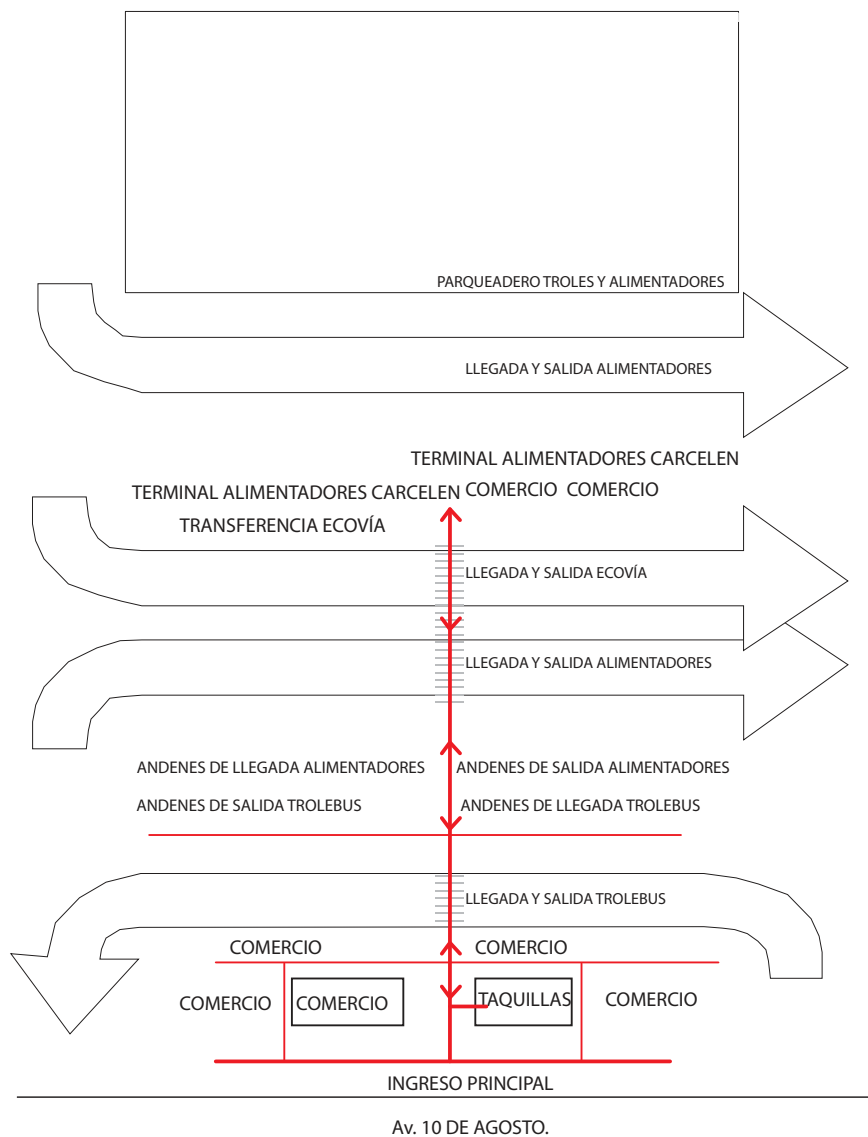 PARQUEADERO TROLES Y ALIMENTADORES
LLEGADA Y SALIDA ALIMENTADORES
TERMINAL ALIMENTADORES CARCELEN
TERMINAL ALIMENTADORES CARCELEN COMERCIO COMERCIO
TRANSFERENCIA ECOVÍA
LLEGADA Y SALIDA ECOVÍA
LLEGADA Y SALIDA ALIMENTADORES
ANDENES DE LLEGADA ALIMENTADORES ANDENES DE SALIDA ALIMENTADORES
ANDENES DE SALIDA TROLEBUS ANDENES DE LLEGADA TROLEBUS
LLEGADA Y SALIDA TROLEBUS
COMERCIO COMERCIO
COMERCIO COMERCIO TAQUILLAS COMERCIO
INGRESO PRINCIPAL
Av. 10 DE AGOSTO.